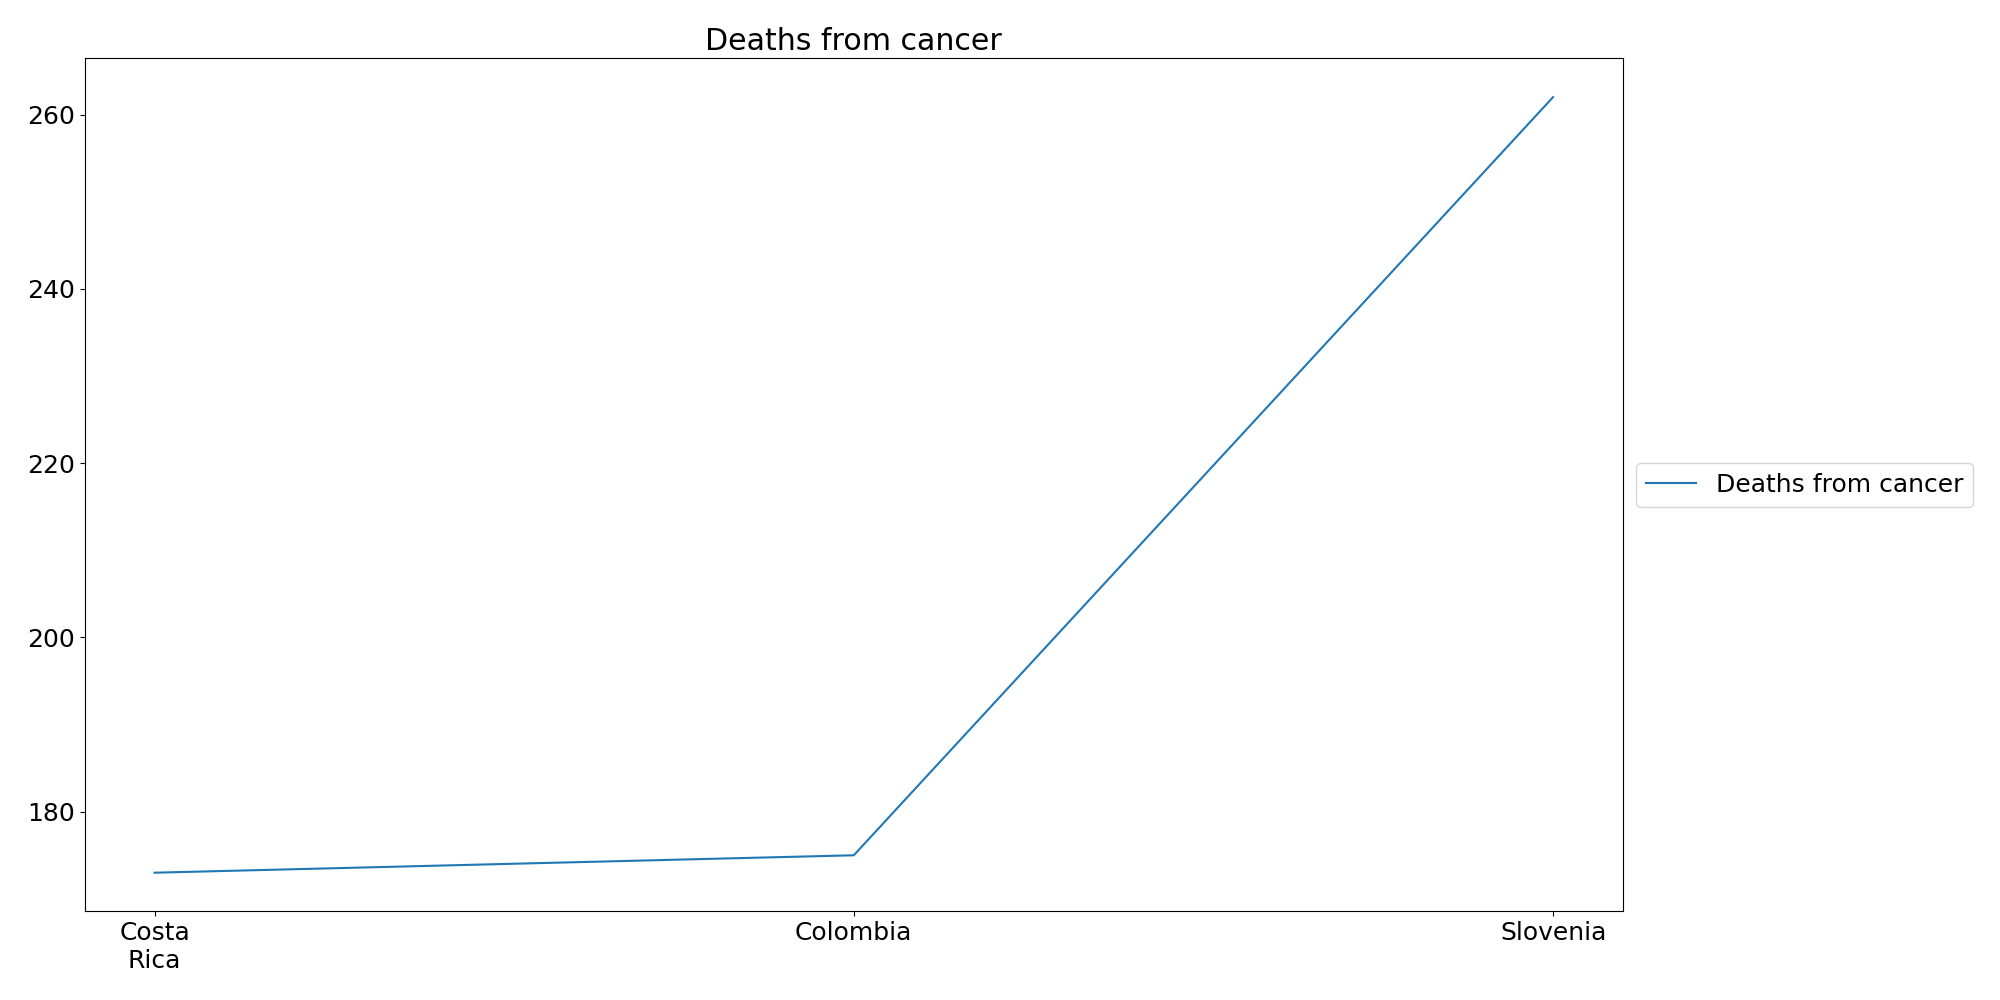 Deaths from cancer
260
240
220
200
180
Costa
Rica
Colombia
Slovenia
Deaths from cancer